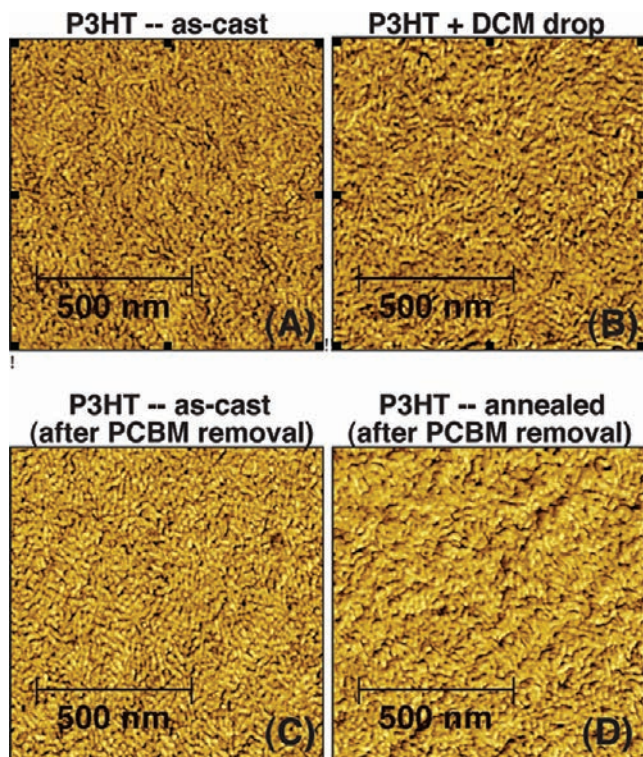 P3HT -- as-cast
P3HT + DCM drop
500 nm
(A)
500 nm
(B)
!!
!
P3HT -- as-cast
(after PCBM removal)
P3HT -- annealed
(after PCBM removal)
500 nm
(C)
500 nm
(D)